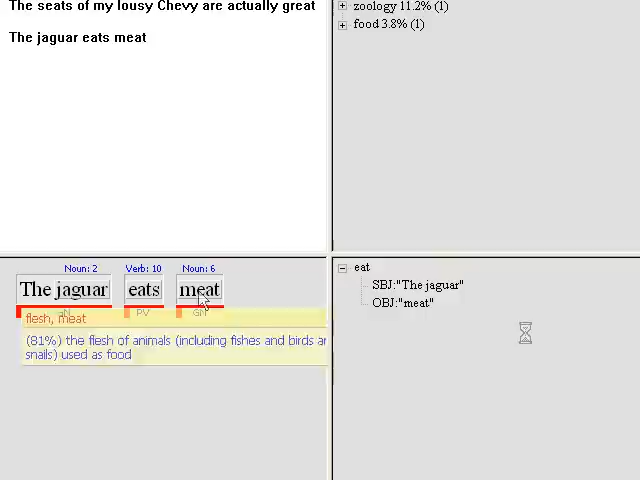 The seats of my lousy Chevy are actually great
The jaguar eats meat
zoology 11.2% (1)
food 3.8% (1)
Noun: 2 Verb: 10 Noun: 6
The jaguar eats meat
PV GN
flesh, meat
(81%) the flesh of animals (including fishes and birds
snails) used as food
eat
SBJ:"The jaguar"
OBJ:"meat"